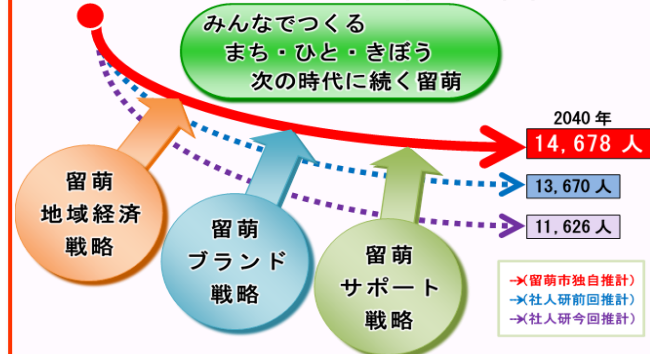 みんなでつくる
まち・ひと・きぼう
次の時代に続く留萌
2040年
14,678 人
13,670 人
11,626 人
留萌
地域経済
戦略
留萌
ブランド
戦略
留萌
サポート
戦略
(留萌市独自推計)
(社人研前回推計)
(社人研今回推計)